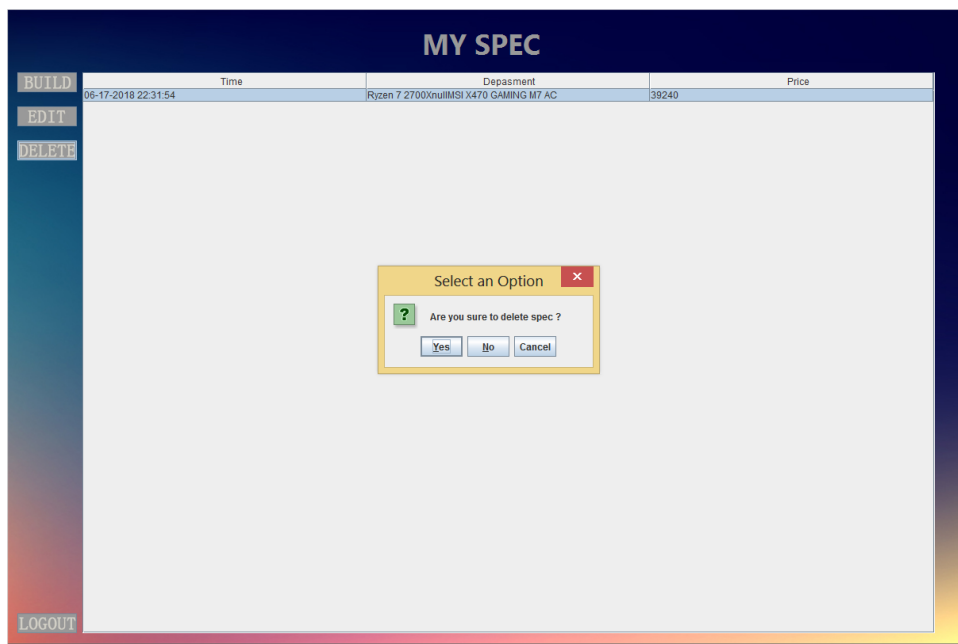 MY SPEC
BUILD
EDIT
DELETE
LOGOUT
Time Depasment Price
06-17-2018 22:31:54 Ryzen 7 2700XnullMSI X470 GAMING M7 AC 39240
Select an Option
Are you sure to delete spec ?
Yes No Cancel